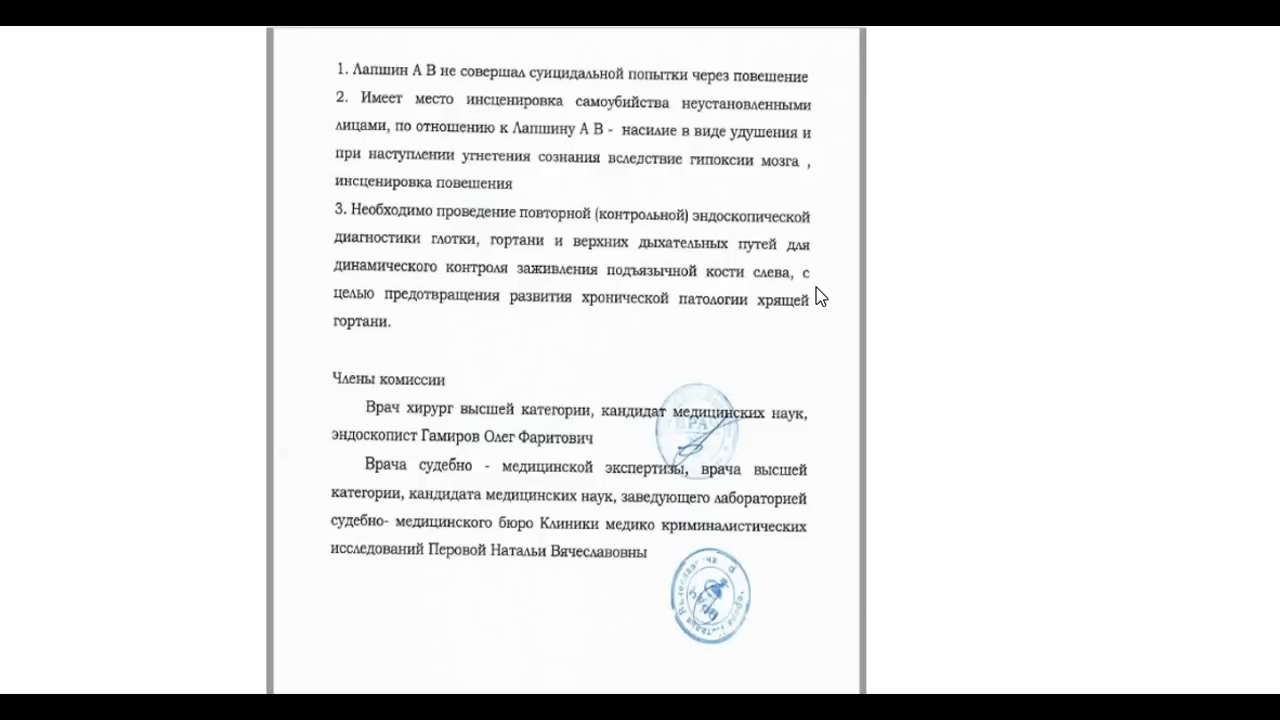 1. Лапшин А В не совершал суицидальной попытки через повешение
2. Имеет место инсценировка самоубийства неустановленными
лицами, по отношению к Лапшину А В - насилие в виде удушения и
при наступлении угнетения сознания вследствие гипоксии мозга ,
инсценировка повешения
3. Необходимо проведение повторной (контрольной) эндоскопической
диагностики глотки, гортани и верхних дыхательных путей для
динамического контроля заживления подъязычной кости слева, с
целью предотвращения развития хронической патологии хрящей
гортани.
Члены комиссии
Врач хирург высшей категории, кандидат медицинских наук,
эндоскопист Гамиров Олег Фаритович
ВРАЧ
Врача судебно - медицинской экспертизы, врача высшей
категории, кандидата медицинских наук, заведующего лабораторией
судебно- медицинского бюро Клиники медико криминалистических
исследований Перовой Натальи Вячеславовны